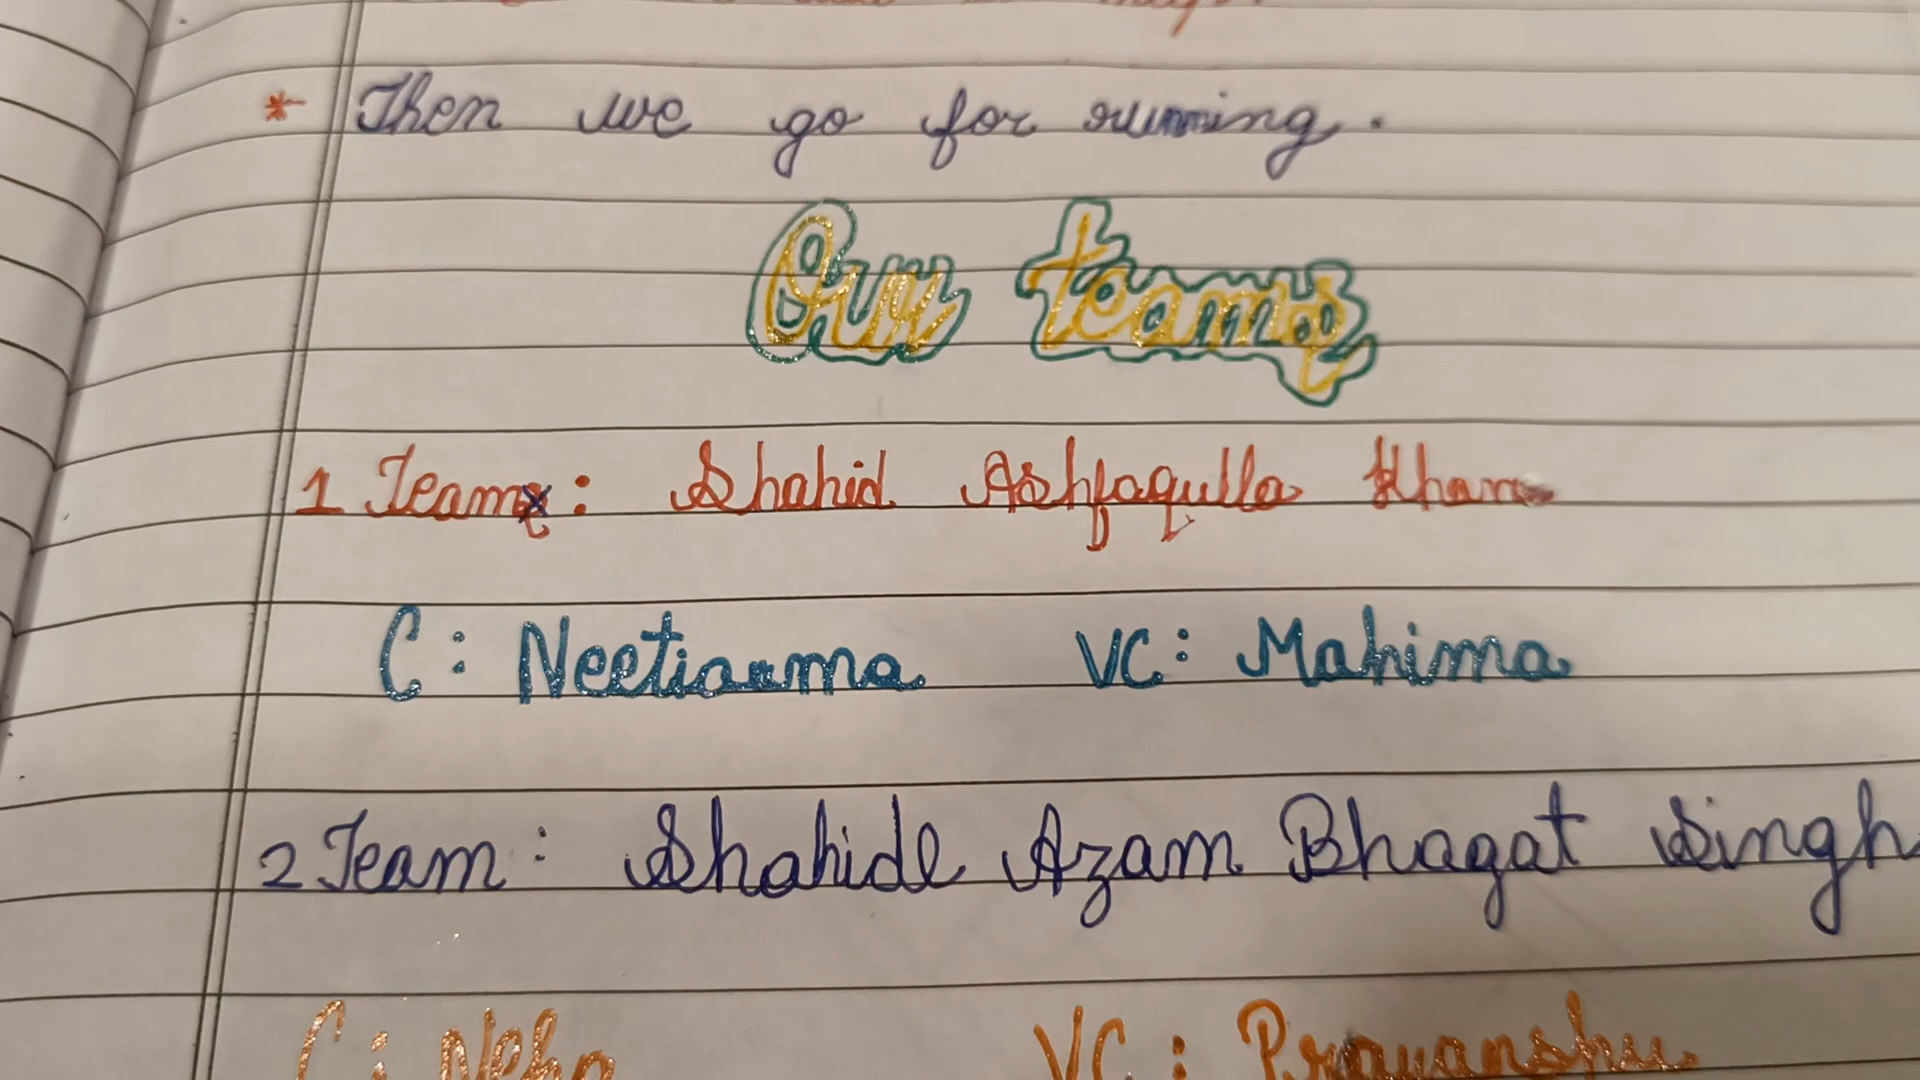 * Then we go for running.
Our teams
1 Team: Shahid Ashfaqulla Khan
C: Neetiarma VC: Mahima
2 Team: Shahide Azam Bhagat Singh
C: Neha VC: